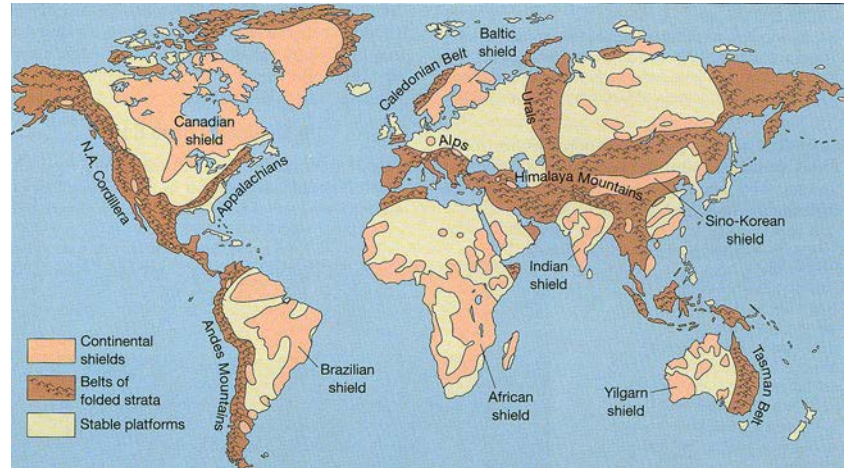 Baltic
shield
Caledonian Belt
Canadian
shield
Urals
Alps
N.A. Cordillera
Appalachians
Himalaya Mountains
Sino-Korean
shield
Indian
shield
Andes Mountains
Brazilian
shield
African
shield
Yilgarn
shield
Tasman Belt
Continental
shields
Belts of
folded strata
Stable platforms